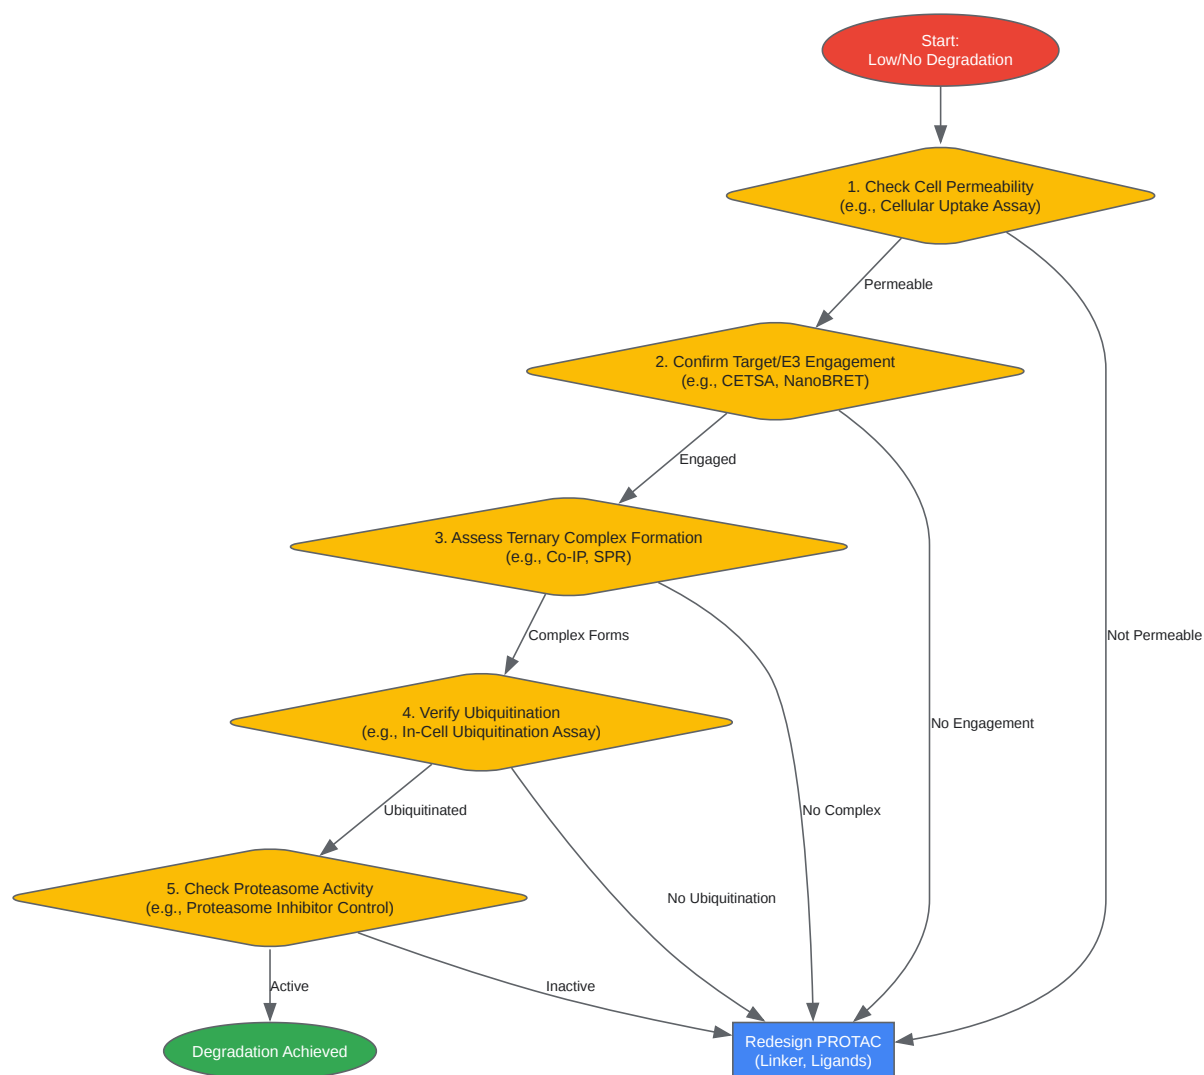 Start:
Low/No Degradation
1. Check Cell Permeability
(e.g., Cellular Uptake Assay)
Permeable
2. Confirm Target/E3 Engagement
(e.g., CETSA, NanoBRET)
Engaged
3. Assess Ternary Complex Formation
(e.g., Co-IP, SPR)
Complex Forms
Not Permeable
4. Verify Ubiquitination
(e.g., In-Cell Ubiquitination Assay)
No Engagement
Ubiquitinated
No Complex
5. Check Proteasome Activity
(e.g., Proteasome Inhibitor Control)
No Ubiquitination
Active
Inactive
Degradation Achieved
Redesign PROTAC
(Linker, Ligands)